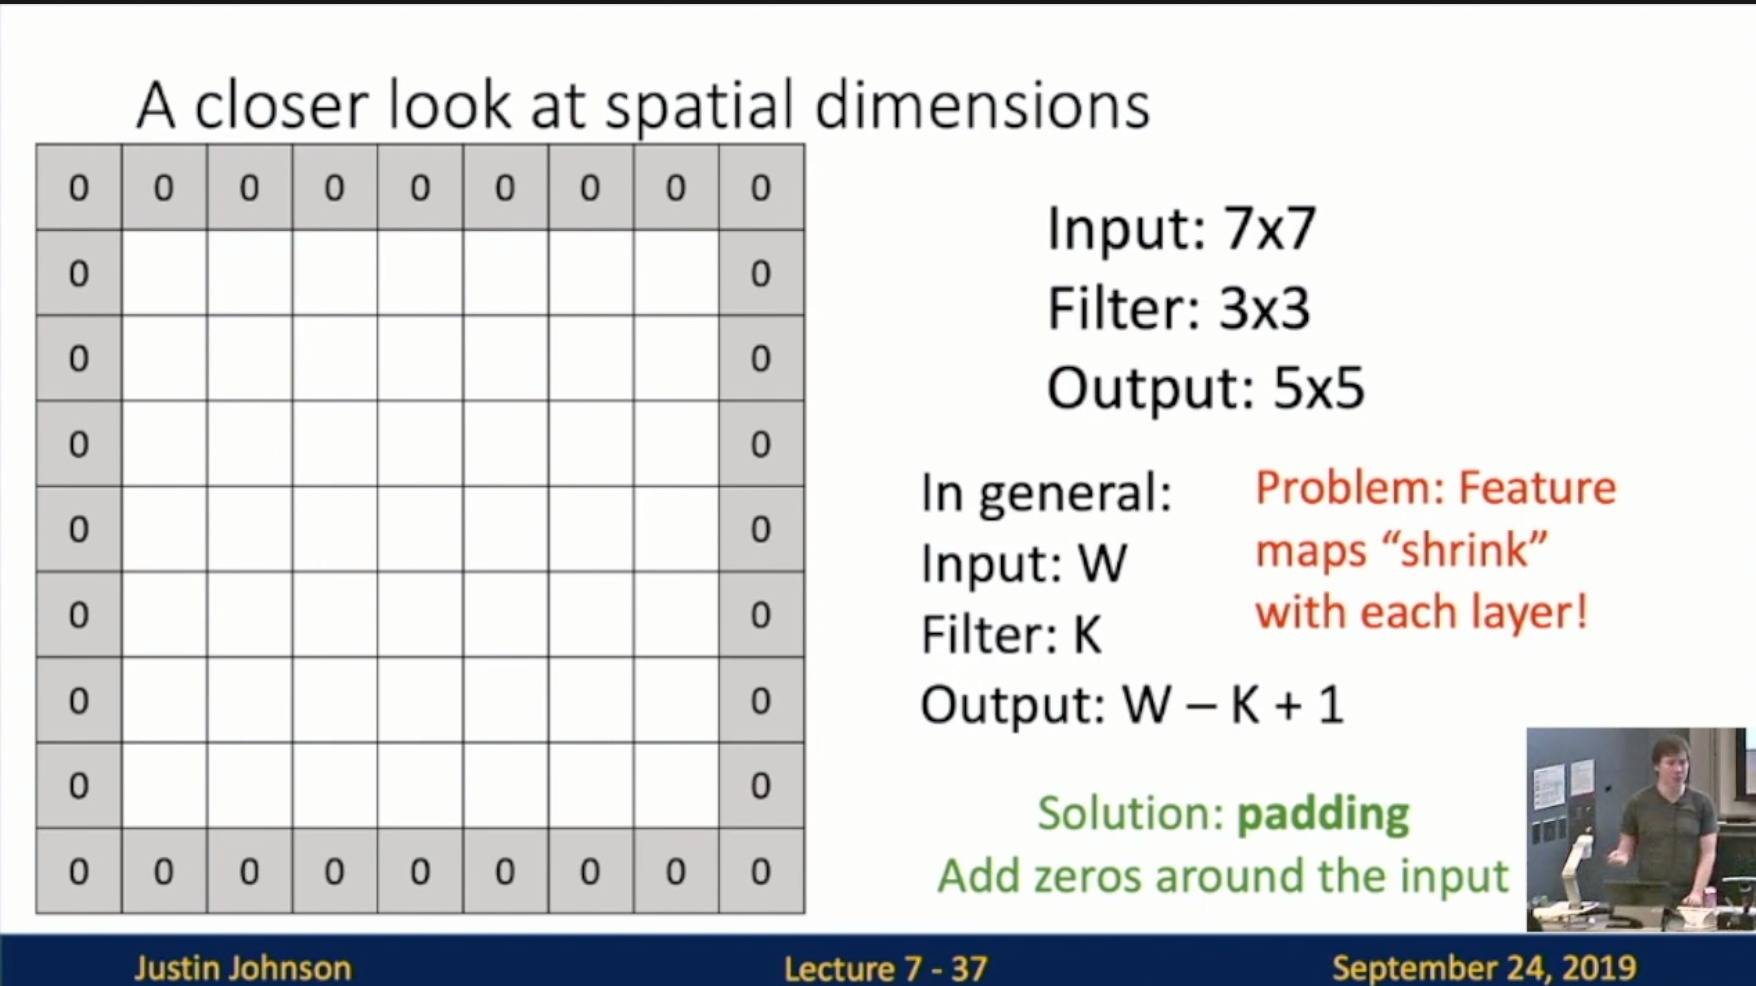 A closer look at spatial dimensions
0 0 0 0 0 0 0 0 0
0 0
0 0
0 0
0 0
0 0
0 0
0 0
0 0 0 0 0 0 0 0 0
Input: 7x7
Filter: 3x3
Output: 5x5
In general:
Input: W
Filter: K
Output: W – K + 1
Problem: Feature
maps “shrink”
with each layer!
Solution: padding
Add zeros around the input
Justin Johnson
Lecture 7 - 37
September 24, 2019